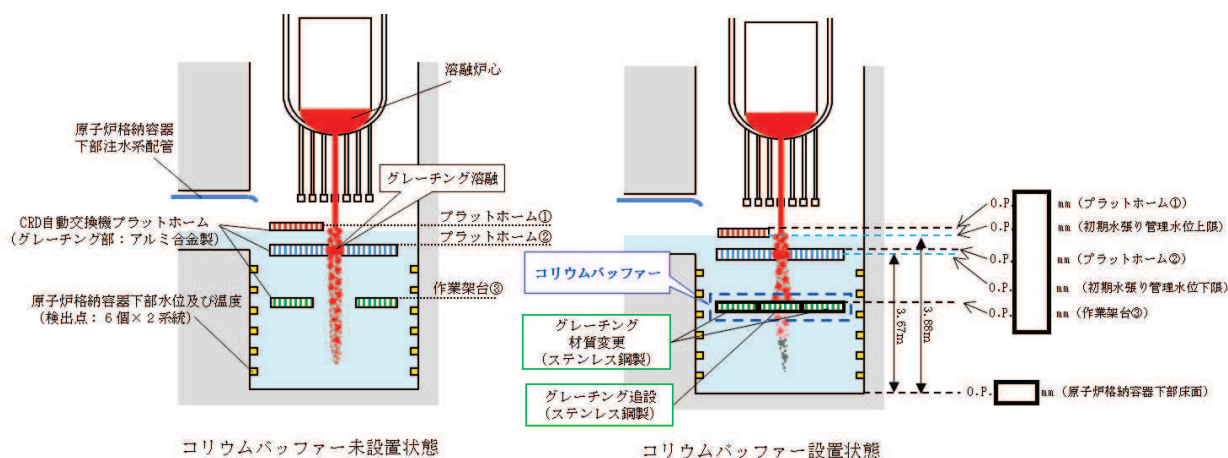 溶融炉心
原子炉格納容器
下部注水系配管
グレーチング溶融
CRD自動交換機プラットホーム
(グレーチング部：アルミ合金製)
プラットホーム①
プラットホーム②
作業架台③
原子炉格納容器下部水位及び温度
(検出点：6個×2系統)
コリウムバッファー未設置状態
コリウムバッファー
グレーチング
材質変更
(ステンレス鋼製)
グレーチング追設
(ステンレス鋼製)
O.P. mm (プラットホーム①)
O.P. mm (初期水張り管理水位上限)
O.P. mm (プラットホーム②)
O.P. mm (初期水張り管理水位下限)
O.P. mm (作業架台③)
3.67m
3.88m
O.P. mm (原子炉格納容器下部床面)
コリウムバッファー設置状態